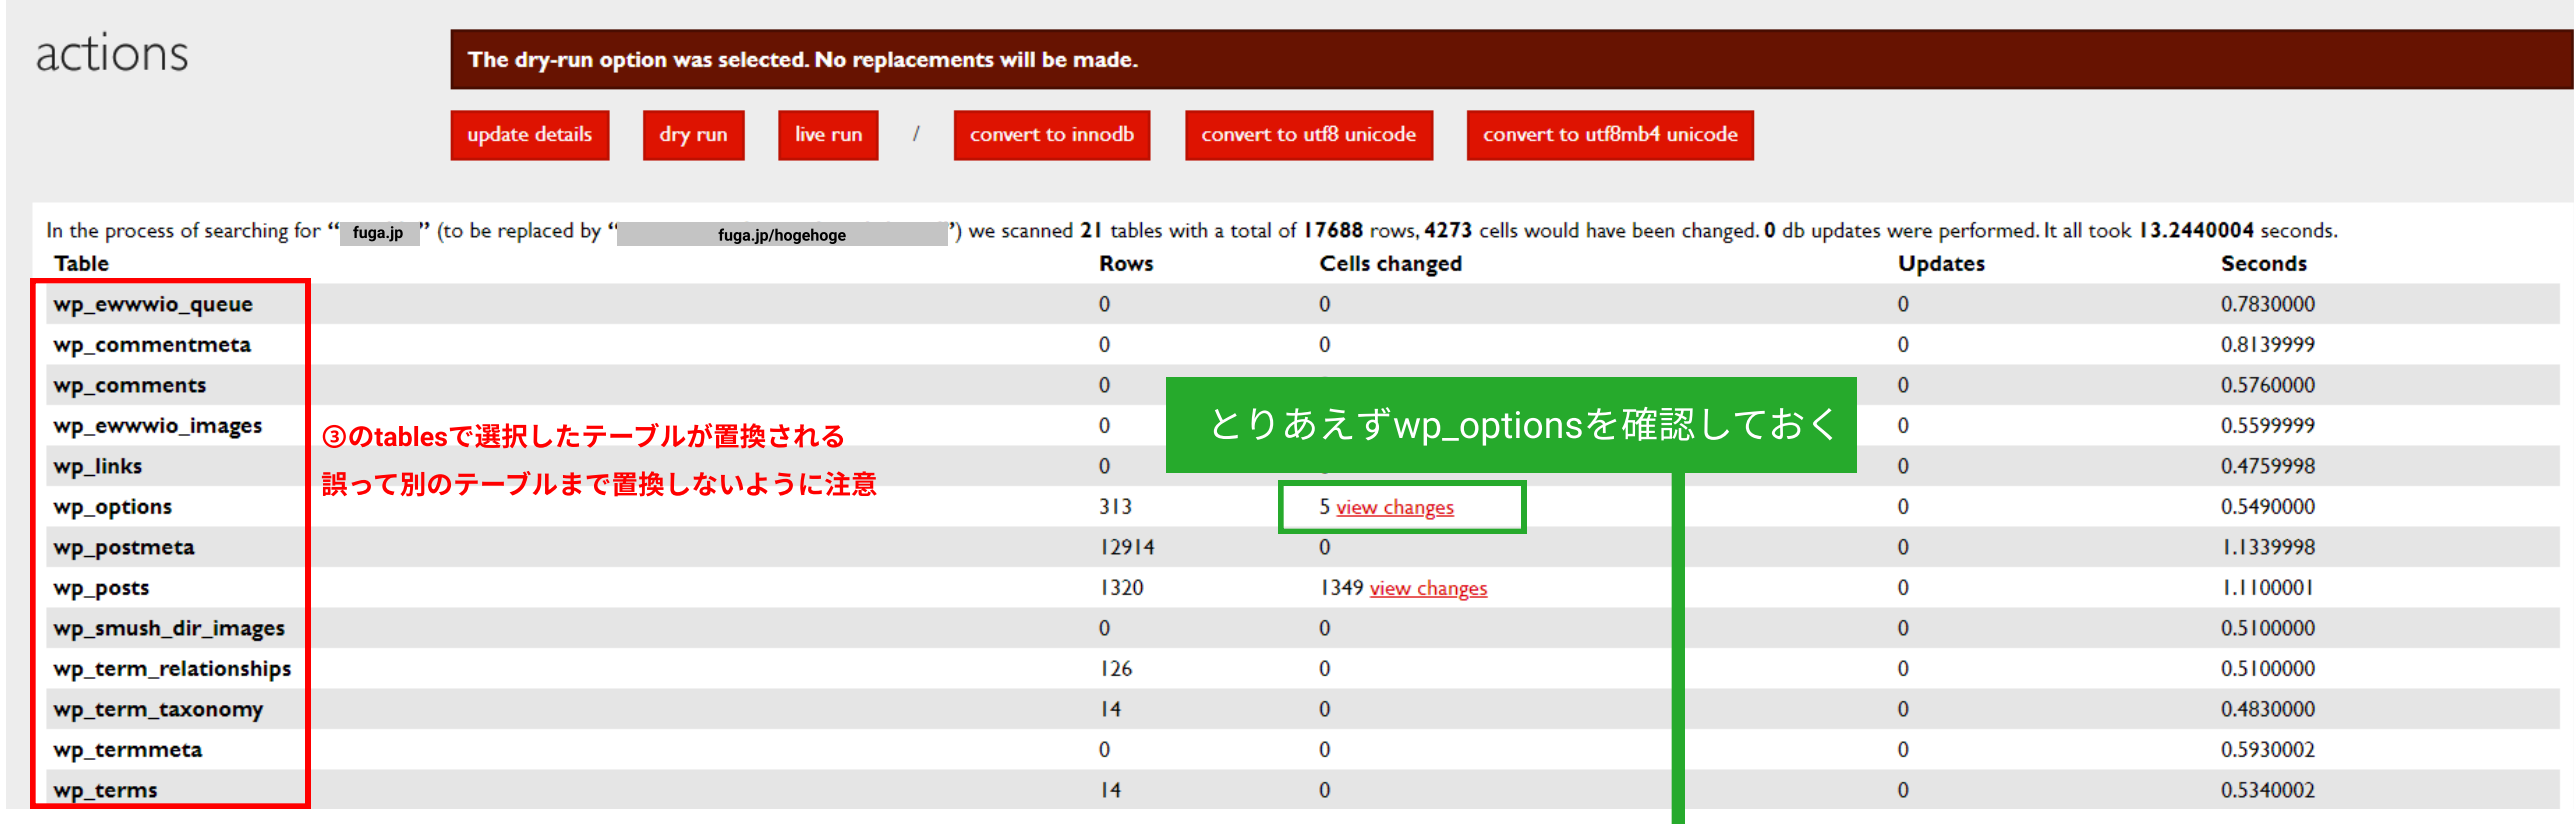 actions
The dry-run option was selected. No replacements will be made.
update details dry run live run / convert to innodb convert to utf8 unicode convert to utf8mb4 unicode
In the process of searching for “fuga.jp” (to be replaced by “fuga.jp/hogehoge”) we scanned 21 tables with a total of 17688 rows, 4273 cells would have been changed. 0 db updates were performed. It all took 13.2440004 seconds.
Table Rows Cells changed Updates Seconds
wp_ewwwio_queue 0 0 0 0.7830000
wp_commentmeta 0 0 0 0.8139999
wp_comments 0 0 0.5760000
wp_ewwwio_images 0 0 0.5599999
wp_links 0 0 0.4759998
wp_options 313 5 view changes 0 0.5490000
wp_postmeta 12914 0 0 1.1339998
wp_posts 1320 1349 view changes 0 1.1100001
wp_smush_dir_images 0 0 0 0.5100000
wp_term_relationships 126 0 0 0.5100000
wp_term_taxonomy 14 0 0 0.4830000
wp_termmeta 0 0 0 0.5930002
wp_terms 14 0 0 0.5340002
③のtablesで選択したテーブルが置換される
誤って別のテーブルまで置換しないように注意
とりあえずwp_optionsを確認しておく